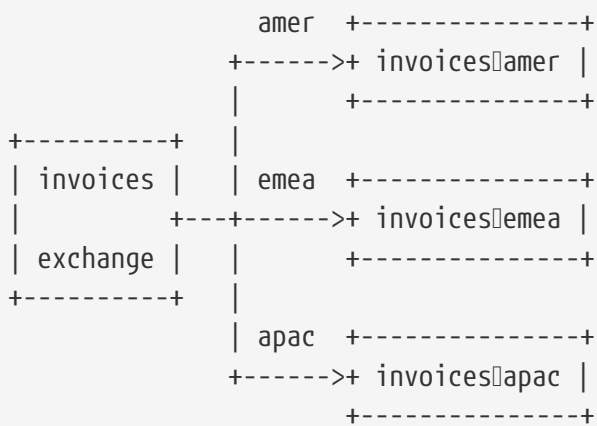 amer +---------------+
+------>+ invoices▯amer |
| +---------------+
+----------+ |
| invoices | | emea +---------------+
| +---+------>+ invoices▯emea |
| exchange | | +---------------+
+----------+ |
| apac +---------------+
+------>+ invoices▯apac |
+---------------+